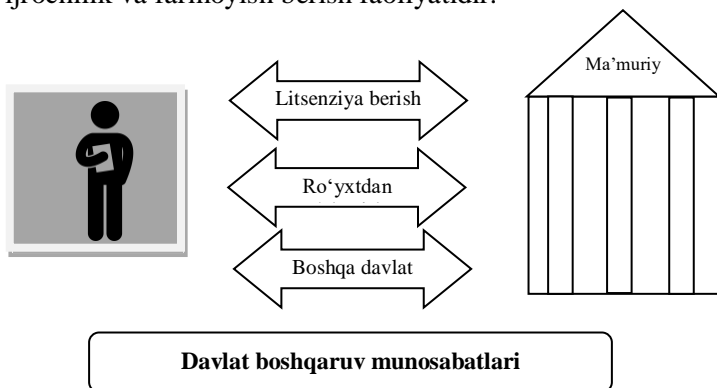 ijrochilik va farmoyish berish faoliyatidir.
Ma’muriy
Litsenziya berish
Ro‘yxtdan
Boshqa davlat
Davlat boshqaruv munosabatlari